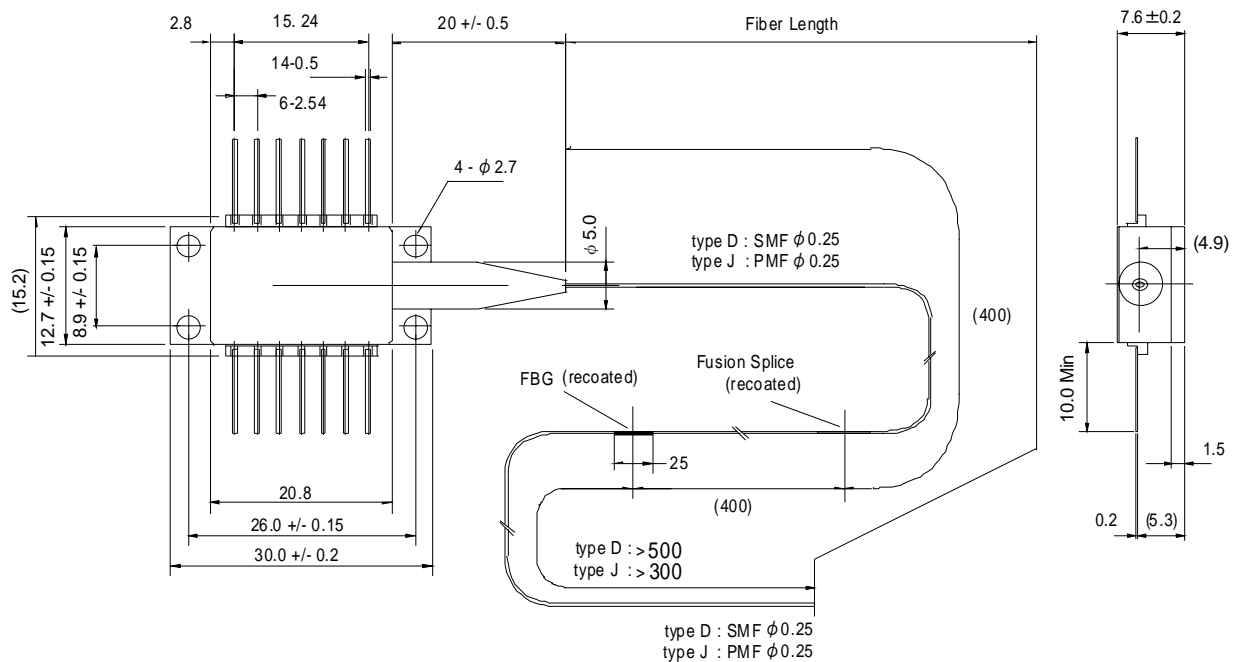 2.8
15. 24
20 +/- 0.5
Fiber Length
7.6 ±0.2
14-0.5
6-2.54
4 - ϕ 2.7
ϕ 5.0
type D : SMF ϕ 0.25
type J : PMF ϕ 0.25
(4.9)
(15.2)
12.7 +/- 0.15
8.9 +/- 0.15
(400)
FBG (recoated)
Fusion Splice
(recoated)
10.0 Min
25
1.5
20.8
(400)
26.0 +/- 0.15
0.2
(5.3)
30.0 +/- 0.2
type D : >500
type J : >300
type D : SMF ϕ 0.25
type J : PMF ϕ 0.25